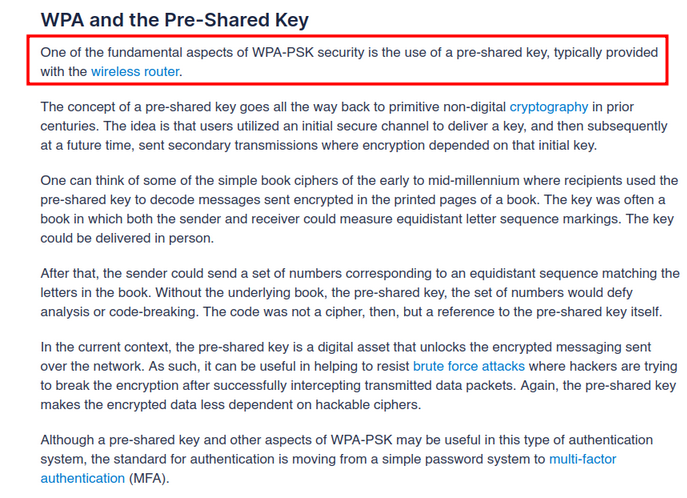 WPA and the Pre-Shared Key
One of the fundamental aspects of WPA-PSK security is the use of a pre-shared key, typically provided
with the wireless router.
The concept of a pre-shared key goes all the way back to primitive non-digital cryptography in prior
centuries. The idea is that users utilized an initial secure channel to deliver a key, and then subsequently
at a future time, sent secondary transmissions where encryption depended on that initial key.
One can think of some of the simple book ciphers of the early to mid-millennium where recipients used the
pre-shared key to decode messages sent encrypted in the printed pages of a book. The key was often a
book in which both the sender and receiver could measure equidistant letter sequence markings. The key
could be delivered in person.
After that, the sender could send a set of numbers corresponding to an equidistant sequence matching the
letters in the book. Without the underlying book, the pre-shared key, the set of numbers would defy
analysis or code-breaking. The code was not a cipher, then, but a reference to the pre-shared key itself.
In the current context, the pre-shared key is a digital asset that unlocks the encrypted messaging sent
over the network. As such, it can be useful in helping to resist brute force attacks where hackers are trying
to break the encryption after successfully intercepting transmitted data packets. Again, the pre-shared key
makes the encrypted data less dependent on hackable ciphers.
Although a pre-shared key and other aspects of WPA-PSK may be useful in this type of authentication
system, the standard for authentication is moving from a simple password system to multi-factor
authentication (MFA).